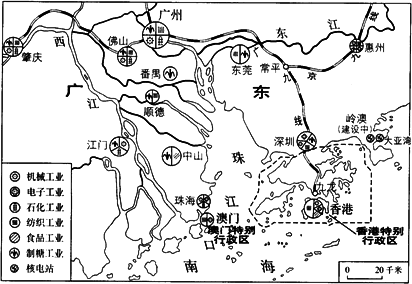 广州
东
江
线
肇庆
西
佛山
惠州
番禺
东莞
常平
京
九
广
江
顺德
东
岭澳
(建设中)
大亚湾
线
深圳
江门
中山
珠
珠海
江
九龙
香港
澳门
澳门特别
行政区
香港特别
行政区
口
南
海
机械工业
电子工业
石化工业
纺织工业
食品工业
制糖工业
核电站
0 20千米